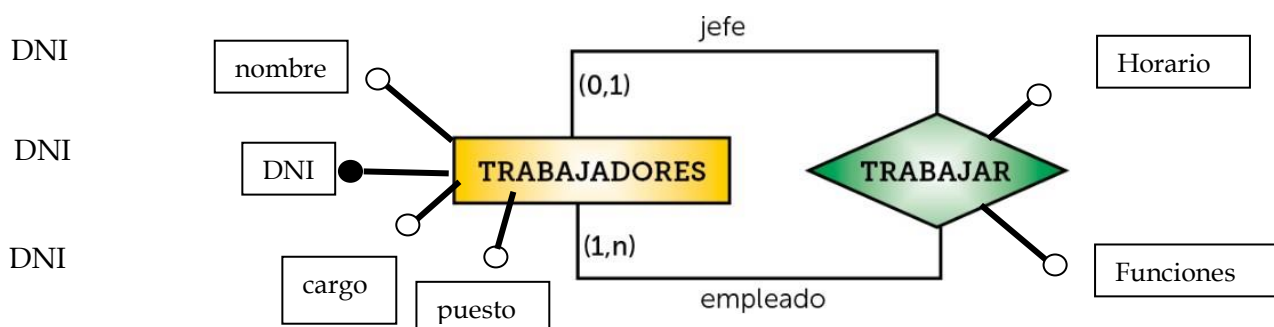 jefe
DNI
nombre
Horario
(0,1)
DNI
DNI
TRABAJADORES
TRABAJAR
(1,n)
DNI
cargo
puesto
empleado
Funciones